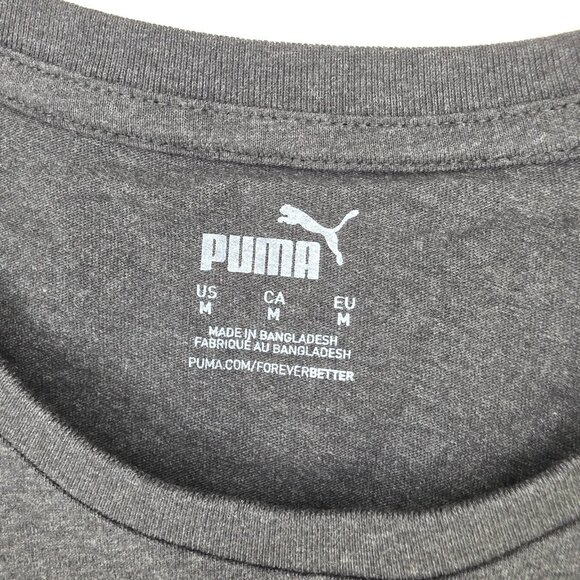 PUMA
US CA EU
M M M
MADE IN BANGLADESH
FABRIQUÉ AU BANGLADESH
PUMA.COM/FOREVERBETTER